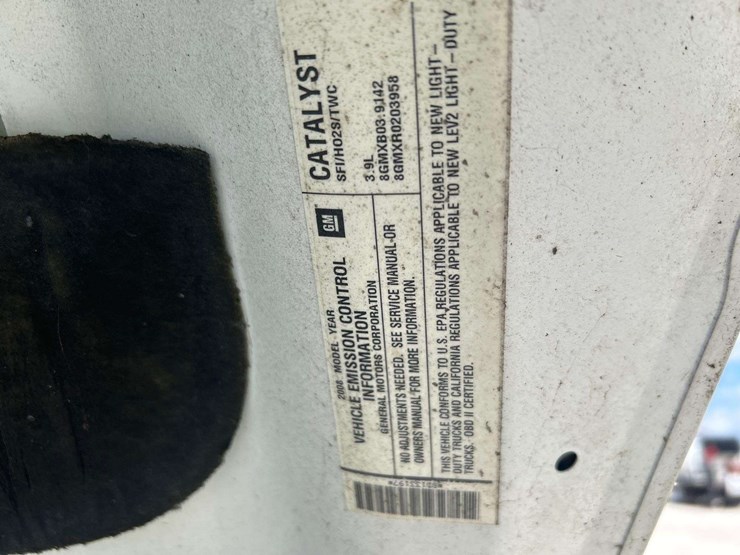 2008 MODEL YEAR
VEHICLE EMISSION CONTROL
INFORMATION
GENERAL MOTORS CORPORATION
GM
CATALYST
SFI/HO2S/TWC
3.9L
8GMXB03.9142
8GMXR0203958
NO ADJUSTMENTS NEEDED. SEE SERVICE MANUAL OR
OWNERS MANUAL FOR MORE INFORMATION.
THIS VEHICLE CONFORMS TO U.S. EPA REGULATIONS APPLICABLE TO NEW LIGHT-
DUTY TRUCKS AND CALIFORNIA REGULATIONS APPLICABLE TO NEW LEV2 LIGHT-DUTY
TRUCKS. OBD II CERTIFIED.